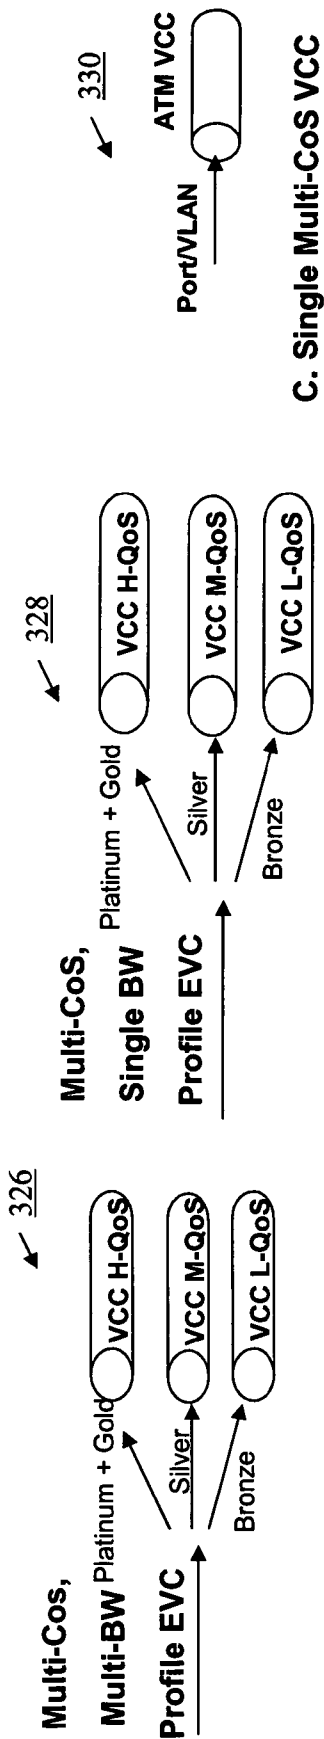 326
Multi-Cos,
Multi-BW
Profile EVC
Platinum + Gold
Silver
Bronze
VCC H-QoS
VCC M-QoS
VCC L-QoS
328
Multi-CoS,
Single BW
Profile EVC
Platinum + Gold
Silver
Bronze
VCC H-QoS
VCC M-QoS
VCC L-QoS
330
ATM VCC
Port/VLAN
C. Single Multi-CoS VCC